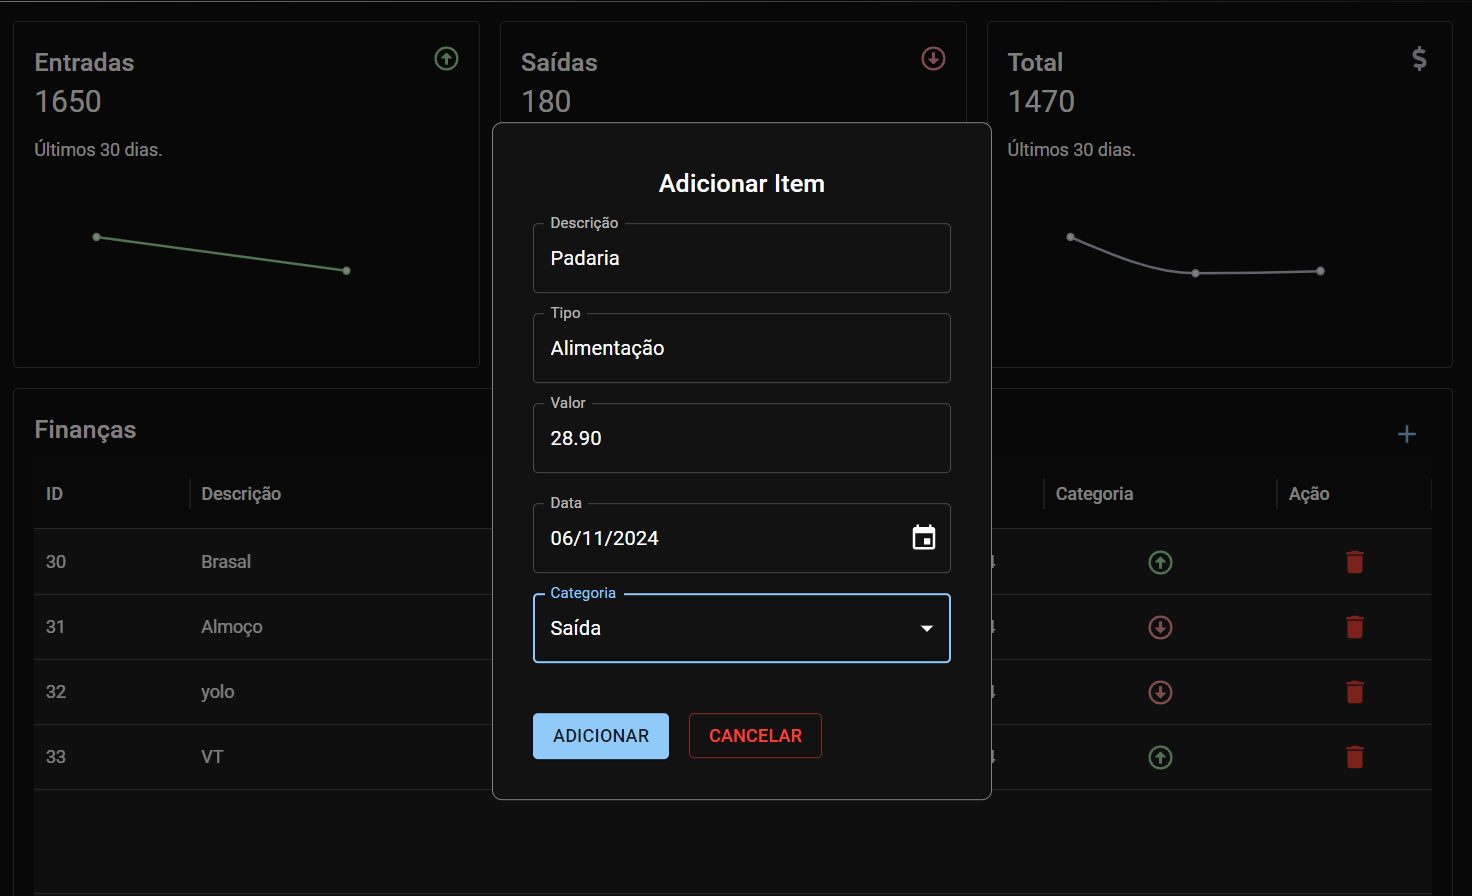 Entradas
1650
Últimos 30 dias.
Saídas
180
Total
$
1470
Últimos 30 dias.
Adicionar Item
Descrição
Padaria
Tipo
Alimentação
Valor
28.90
Data
06/11/2024
Categoria
Saída
ADICIONAR CANCELAR
Finanças
+
ID Descrição Categoria Ação
30 Brasal
31 Almoço
32 yolo
33 VT